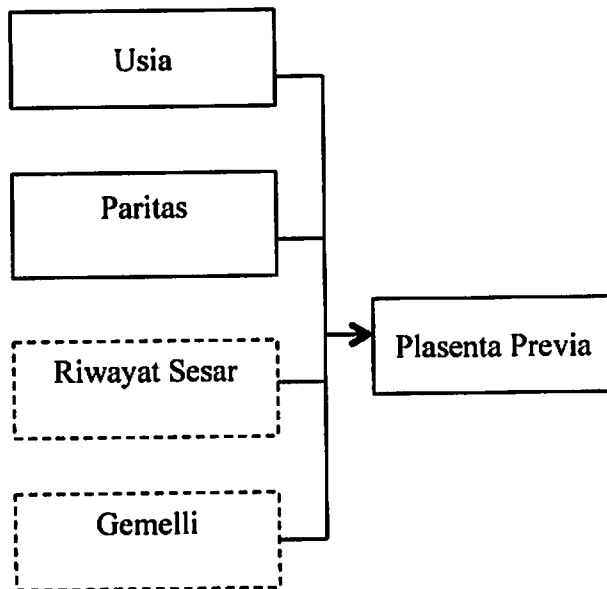 Usia
Paritas
Riwayat Sesar
Gemelli
Plasenta Previa